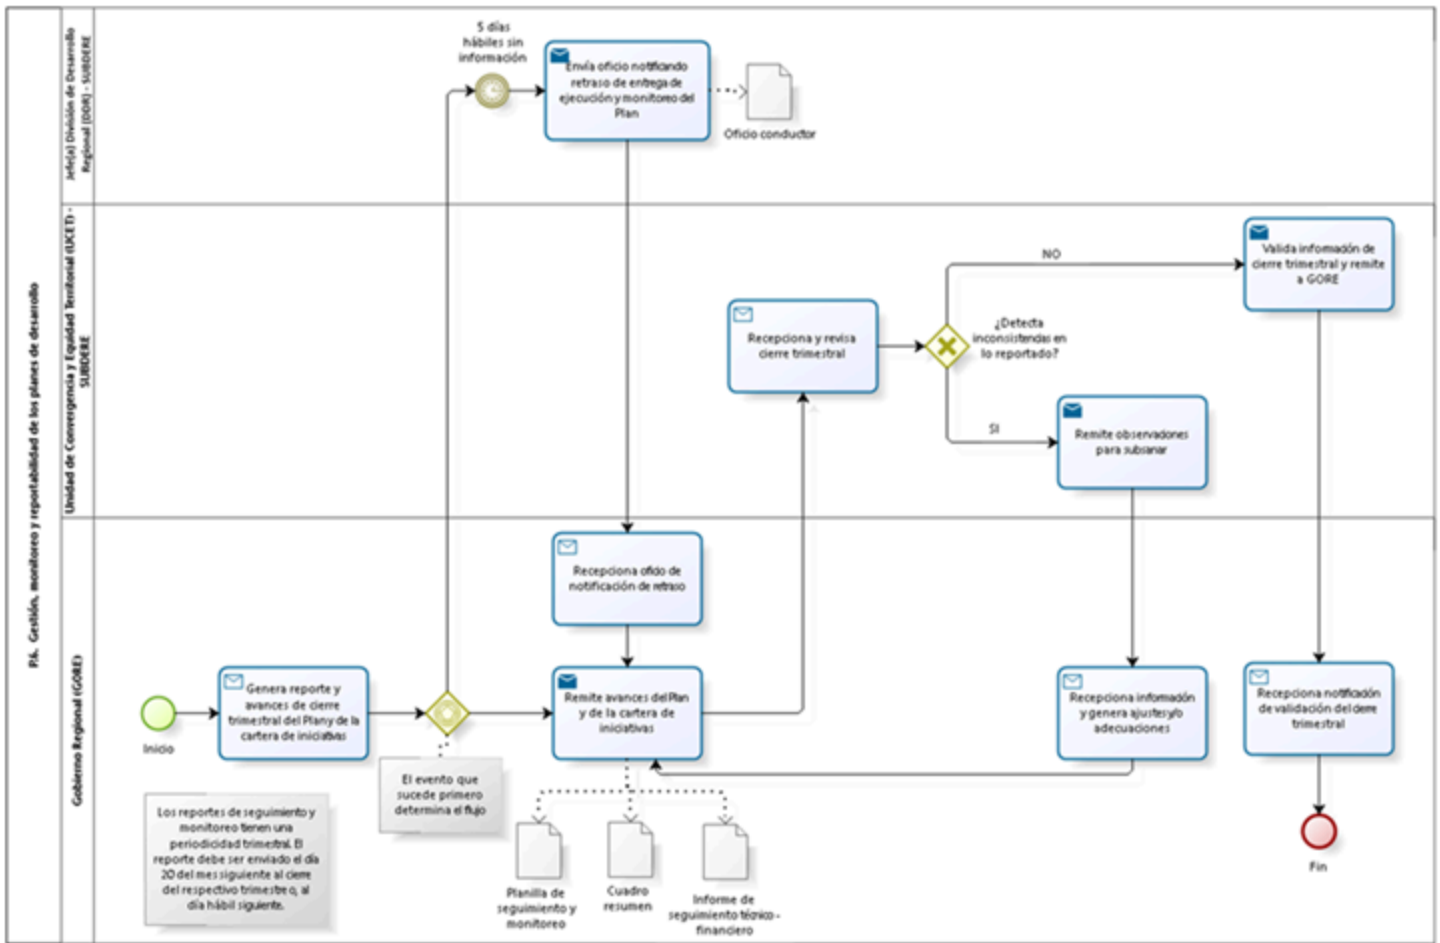 P.6. Gestión, monitoreo y reportabilidad de los planes de desarrollo
Jefe(a) División de Desarrollo
Regional (DDR) - SUBDERE
5 días
hábiles sin
información
Envía oficio notificando
retraso de entrega de
ejecución y monitoreo del
Plan
Oficio conductor
Unidad de Convergencia y Equidad Territorial (UCET) -
SUBDERE
Recepciona y revisa
cierre trimestral
¿Detecta
inconsistencias en
lo reportado?
NO
SI
Valida información de
cierre trimestral y remite
a GORE
Remite observaciones
para subsanar
Gobierno Regional (GORE)
Inicio
Genera reporte y
avances de cierre
trimestral del Plan y de la
cartera de iniciativas
El evento que
sucede primero
determina el flujo
Los reportes de seguimiento y
monitoreo tienen una
periodicidad trimestral. El
reporte debe ser enviado el día
20 del mes siguiente al cierre
del respectivo trimestre o, al
día hábil siguiente.
Recepciona oficio de
notificación de retraso
Remite avances del Plan
y de la cartera de
iniciativas
Planilla de
seguimiento y
monitoreo
Cuadro
resumen
Informe de
seguimiento técnico -
financiero
Recepciona información
y genera ajustes y/o
adecuaciones
Recepciona notificación
de validación del cierre
trimestral
Fin